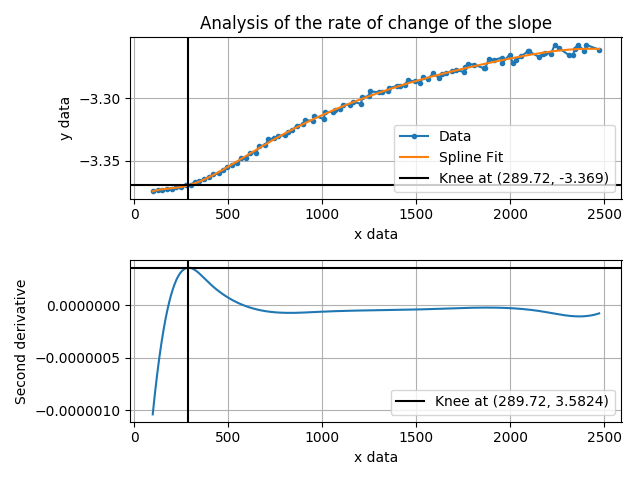 Analysis of the rate of change of the slope
y data
−3.30
−3.35
Data
Spline Fit
Knee at (289.72, -3.369)
0
500
1000
1500
2000
2500
x data
Second derivative
0.0000000
−0.0000005
−0.0000010
Knee at (289.72, 3.5824)
0
500
1000
1500
2000
2500
x data